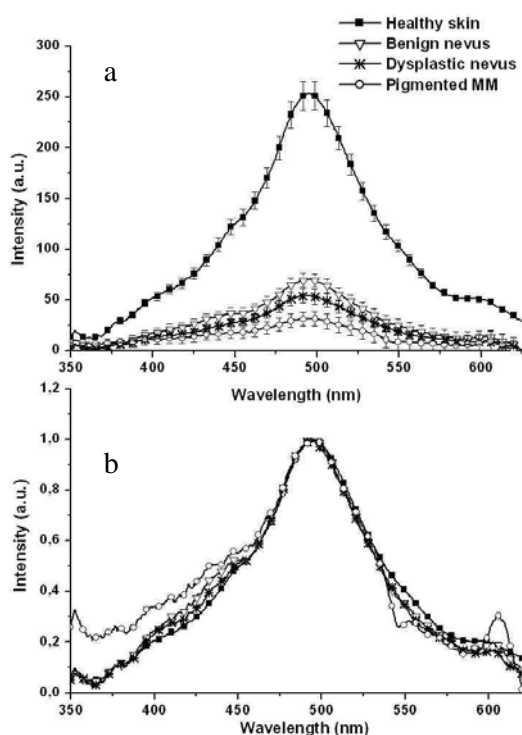 Healthy skin
Benign nevus
Dysplastic nevus
Pigmented MM
a
300
250
200
150
100
50
0
Intensity (a.u.)
350 400 450 500 550 600
Wavelength (nm)
b
1,0
0,8
0,6
0,4
0,2
0,0
Intensity (a.u.)
350 400 450 500 550 600
Wavelength (nm)